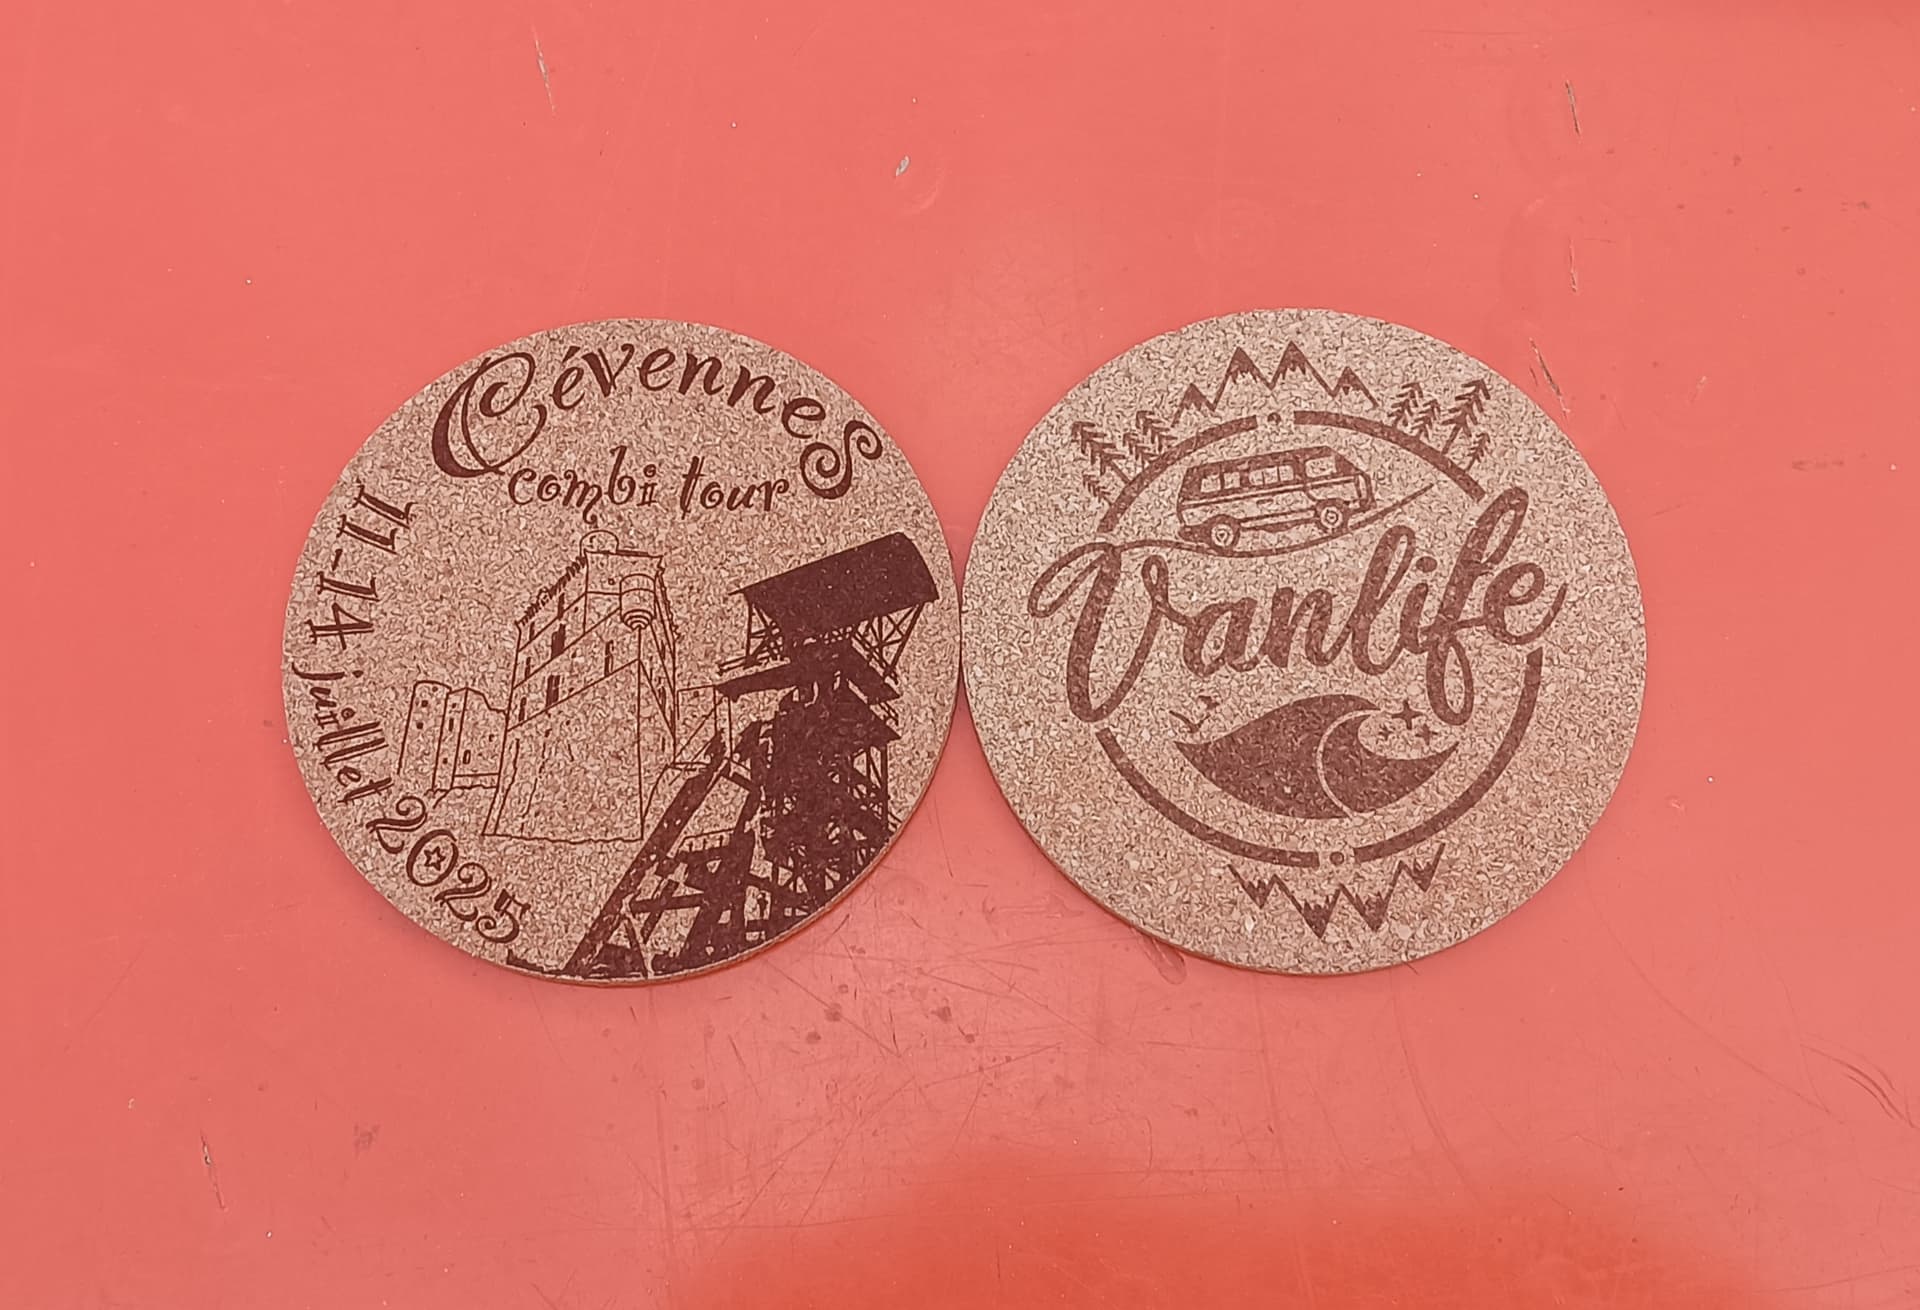 Cévennes
combi tour
11-14 juillet 2025
Vanlife